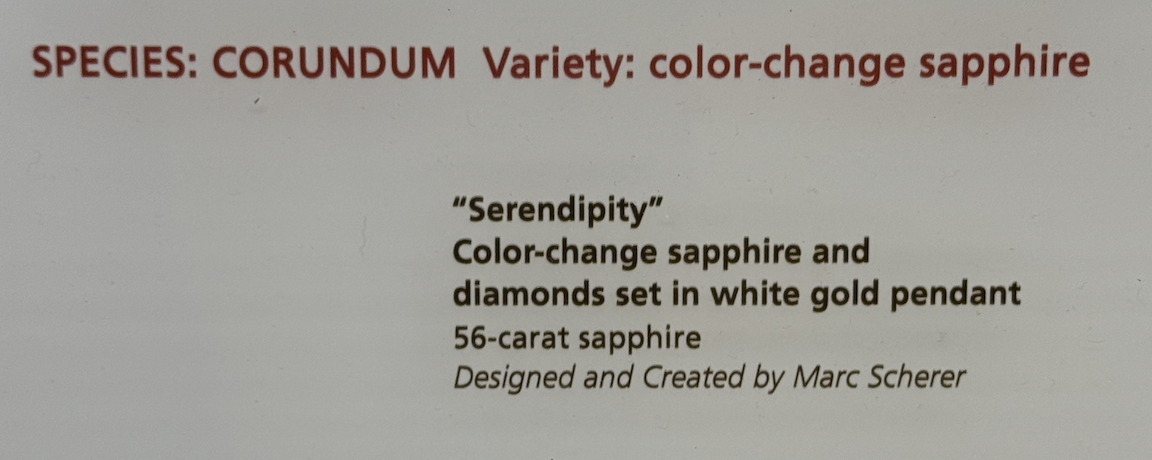 SPECIES: CORUNDUM Variety: color-change sapphire
“Serendipity”
Color-change sapphire and
diamonds set in white gold pendant
56-carat sapphire
Designed and Created by Marc Scherer